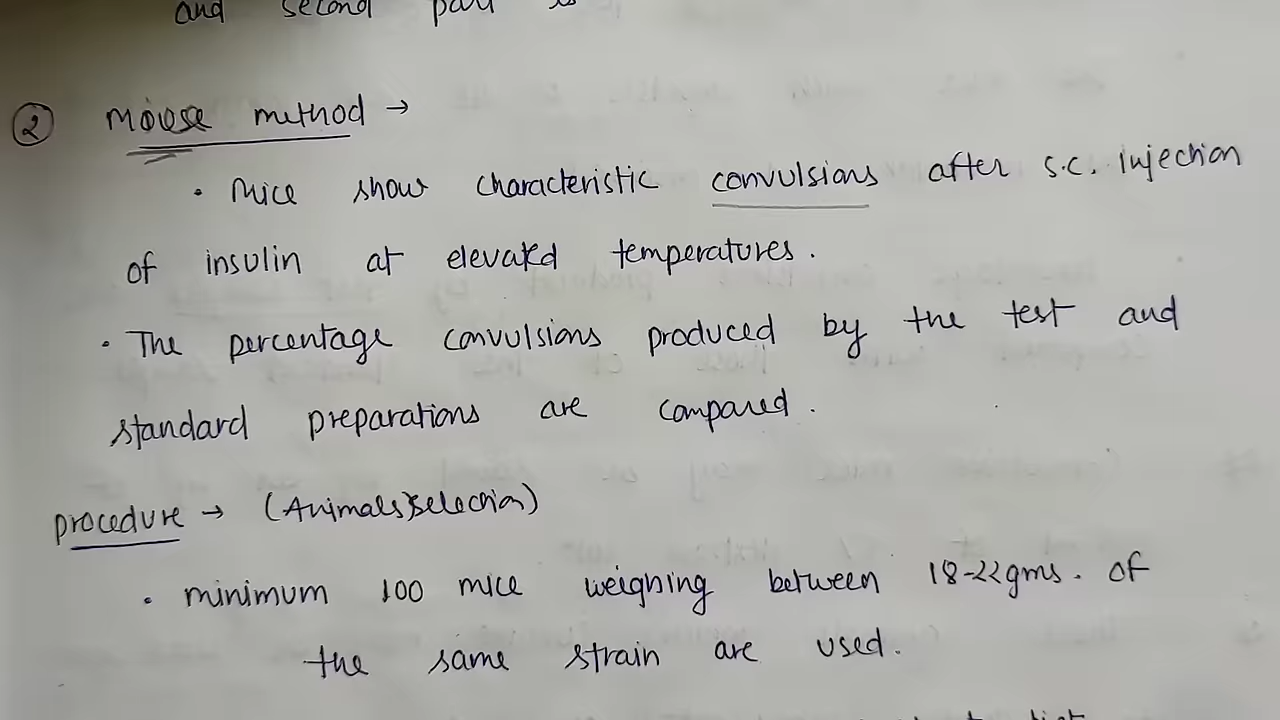 and second part is
② Mouse method →
• Mice show characteristic convulsions after s.c. injection
of insulin at elevated temperatures.
• The percentage convulsions produced by the test and
standard preparations are compared.
procedure → (Animals selection)
• minimum 100 mice weighing between 18-22gms. of
the same strain are used.